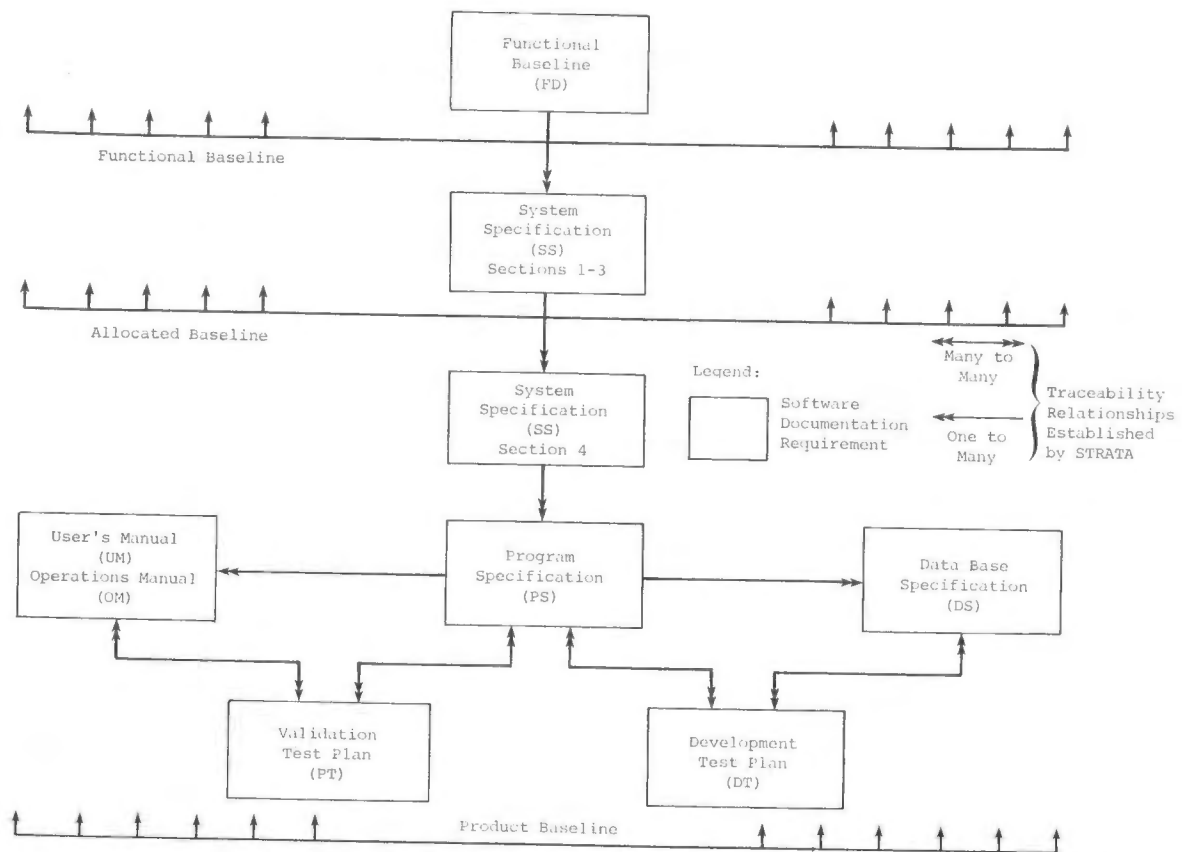 Functional
Baseline
(FD)
Functional Baseline
System
Specification
(SS)
Sections 1-3
Allocated Baseline
System
Specification
(SS)
Section 4
Legend:
Software
Documentation
Requirement
Many to
Many
One to
Many
Traceability
Relationships
Established
by STRATA
User's Manual
(UM)
Operations Manual
(OM)
Program
Specification
(PS)
Data Base
Specification
(DS)
Validation
Test Plan
(PT)
Development
Test Plan
(DT)
Product Baseline